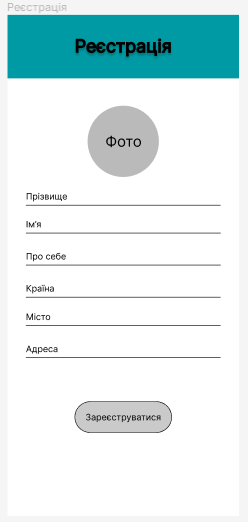 Реєстрація
Реєстрація
Фото
Прізвище
Ім'я
Про себе
Країна
Місто
Адреса
Зареєструватися